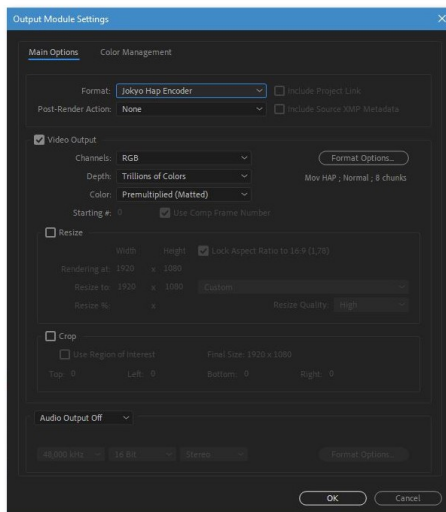 Output Module Settings
Main Options Color Management
Format: Jokyo Hap Encoder Include Project Link
Post-Render Action: None Include Source XMP Metadata
Video Output
Channels: RGB Format Options...
Depth: Trillions of Colors Mov HAP ; Normal ; 8 chunks
Color: Premultiplied (Matted)
Starting #: 0 Use Comp Frame Number
Resize
Width Height Lock Aspect Ratio to 16:9 (1,78)
Rendering at: 1920 x 1080
Resize to: 1920 x 1080 Custom
Resize %: x Resize Quality: High
Crop
Use Region of Interest Final Size: 1920 x 1080
Top: 0 Left: 0 Bottom: 0 Right: 0
Audio Output Off
48,000 kHz 16 Bit Stereo Format Options...
OK Cancel